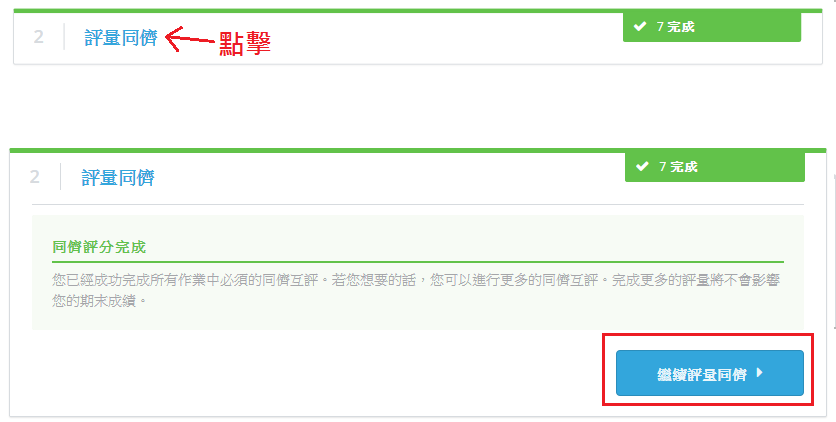 2 評量同儕 點擊 7 完成
2 評量同儕 7 完成
同儕評分完成
您已經成功完成所有作業中必須的同儕互評。若您想要的話，您可以進行更多的同儕互評。完成更多的評量將不會影響
您的期末成績。
繼續評量同儕